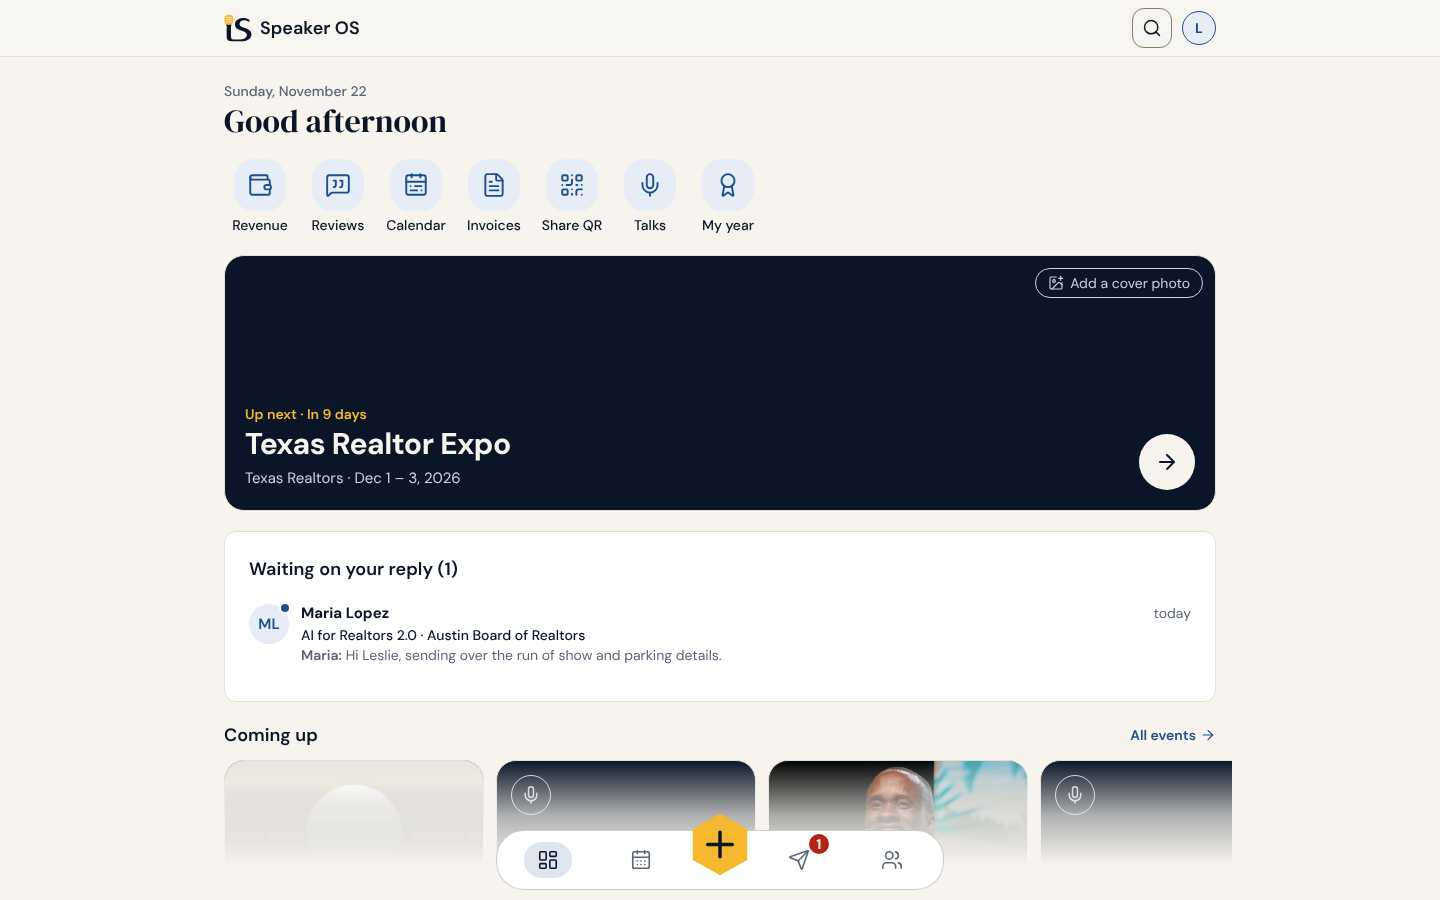 iS Speaker OS
L
Sunday, November 22
Good afternoon
Revenue
Reviews
Calendar
Invoices
Share QR
Talks
My year
Add a cover photo
Up next · In 9 days
Texas Realtor Expo
Texas Realtors · Dec 1 – 3, 2026
Waiting on your reply (1)
ML
Maria Lopez
today
AI for Realtors 2.0 · Austin Board of Realtors
Maria: Hi Leslie, sending over the run of show and parking details.
Coming up
All events
1